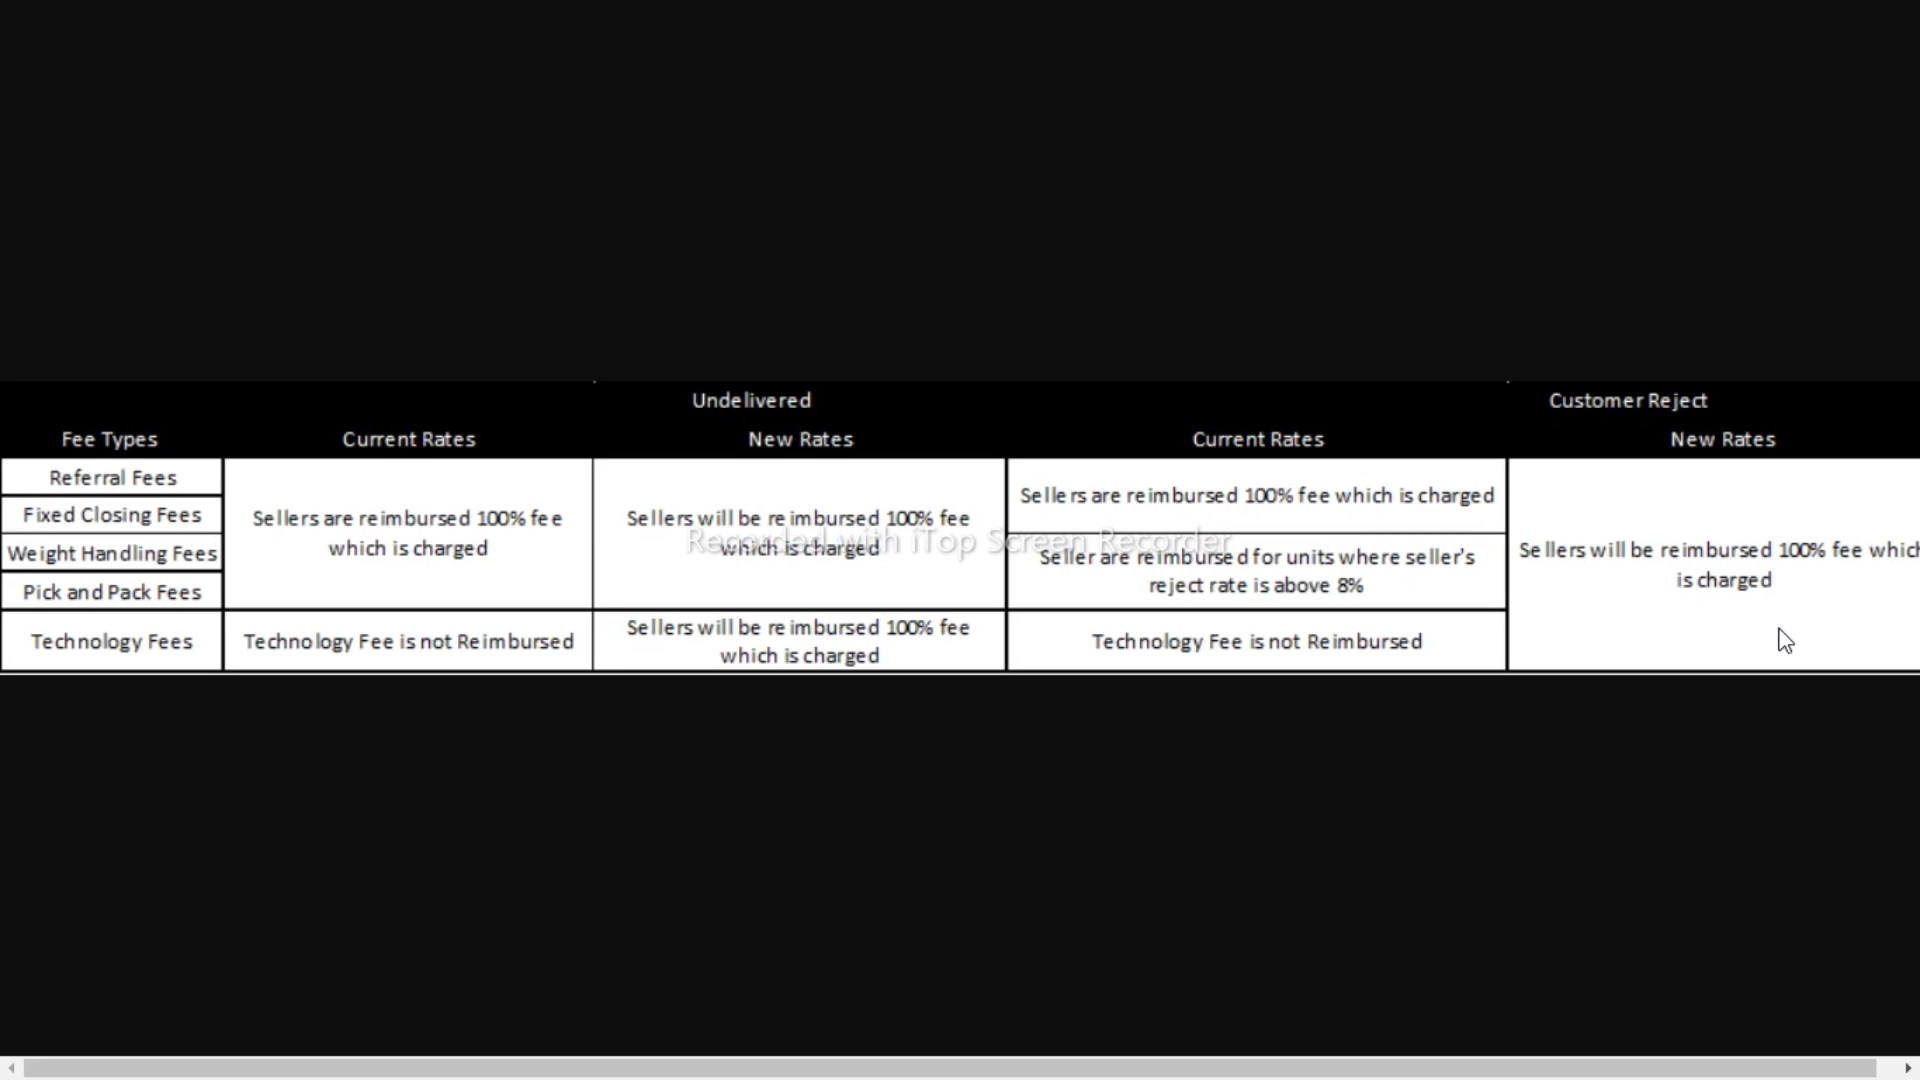 Undelivered
Customer Reject
Fee Types
Current Rates
New Rates
Current Rates
New Rates
Referral Fees
Fixed Closing Fees
Weight Handling Fees
Pick and Pack Fees
Sellers are reimbursed 100% fee
which is charged
Sellers will be reimbursed 100% fee
which is charged
Sellers are reimbursed 100% fee which is charged
Seller are reimbursed for units where seller's
reject rate is above 8%
Sellers will be reimbursed 100% fee which
is charged
Technology Fees
Technology Fee is not Reimbursed
Sellers will be reimbursed 100% fee
which is charged
Technology Fee is not Reimbursed
Recorded with iTop Screen Recorder